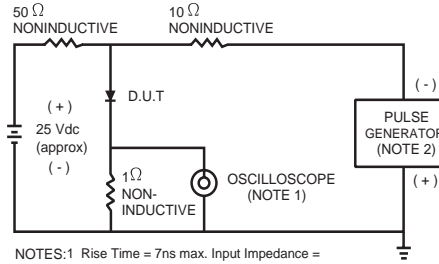 50 Ω
NONINDUCTIVE
10 Ω
NONINDUCTIVE
(+)
25 Vdc
(approx)
(-)
D.U.T
1Ω
NON-
INDUCTIVE
OSCILLOSCOPE
(NOTE 1)
(-)
PULSE
GENERATOR
(NOTE 2)
(+)
NOTES:1 Rise Time = 7ns max. Input Impedance =